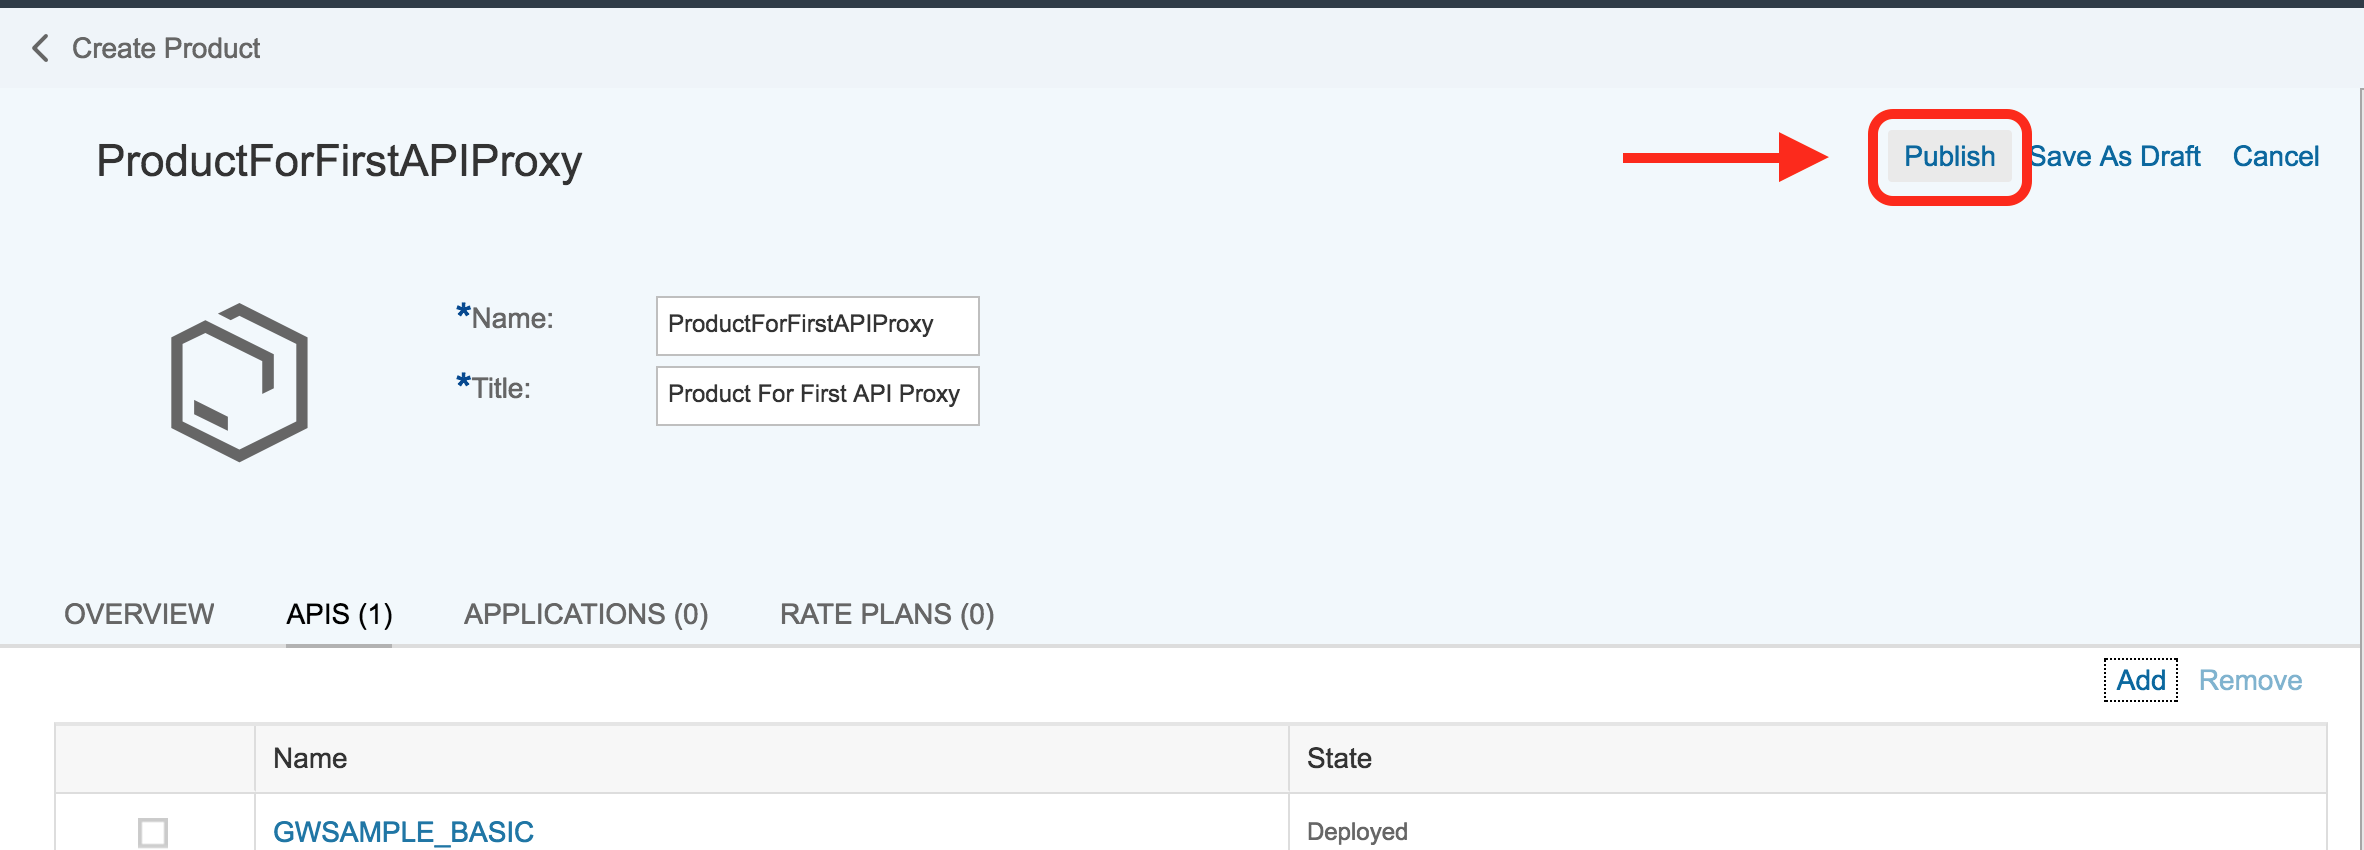 Create Product
ProductForFirstAPIProxy
Publish Save As Draft Cancel
*Name: ProductForFirstAPIProxy
*Title: Product For First API Proxy
OVERVIEW APIS (1) APPLICATIONS (0) RATE PLANS (0)
Add Remove
Name State
GWSAMPLE_BASIC Deployed